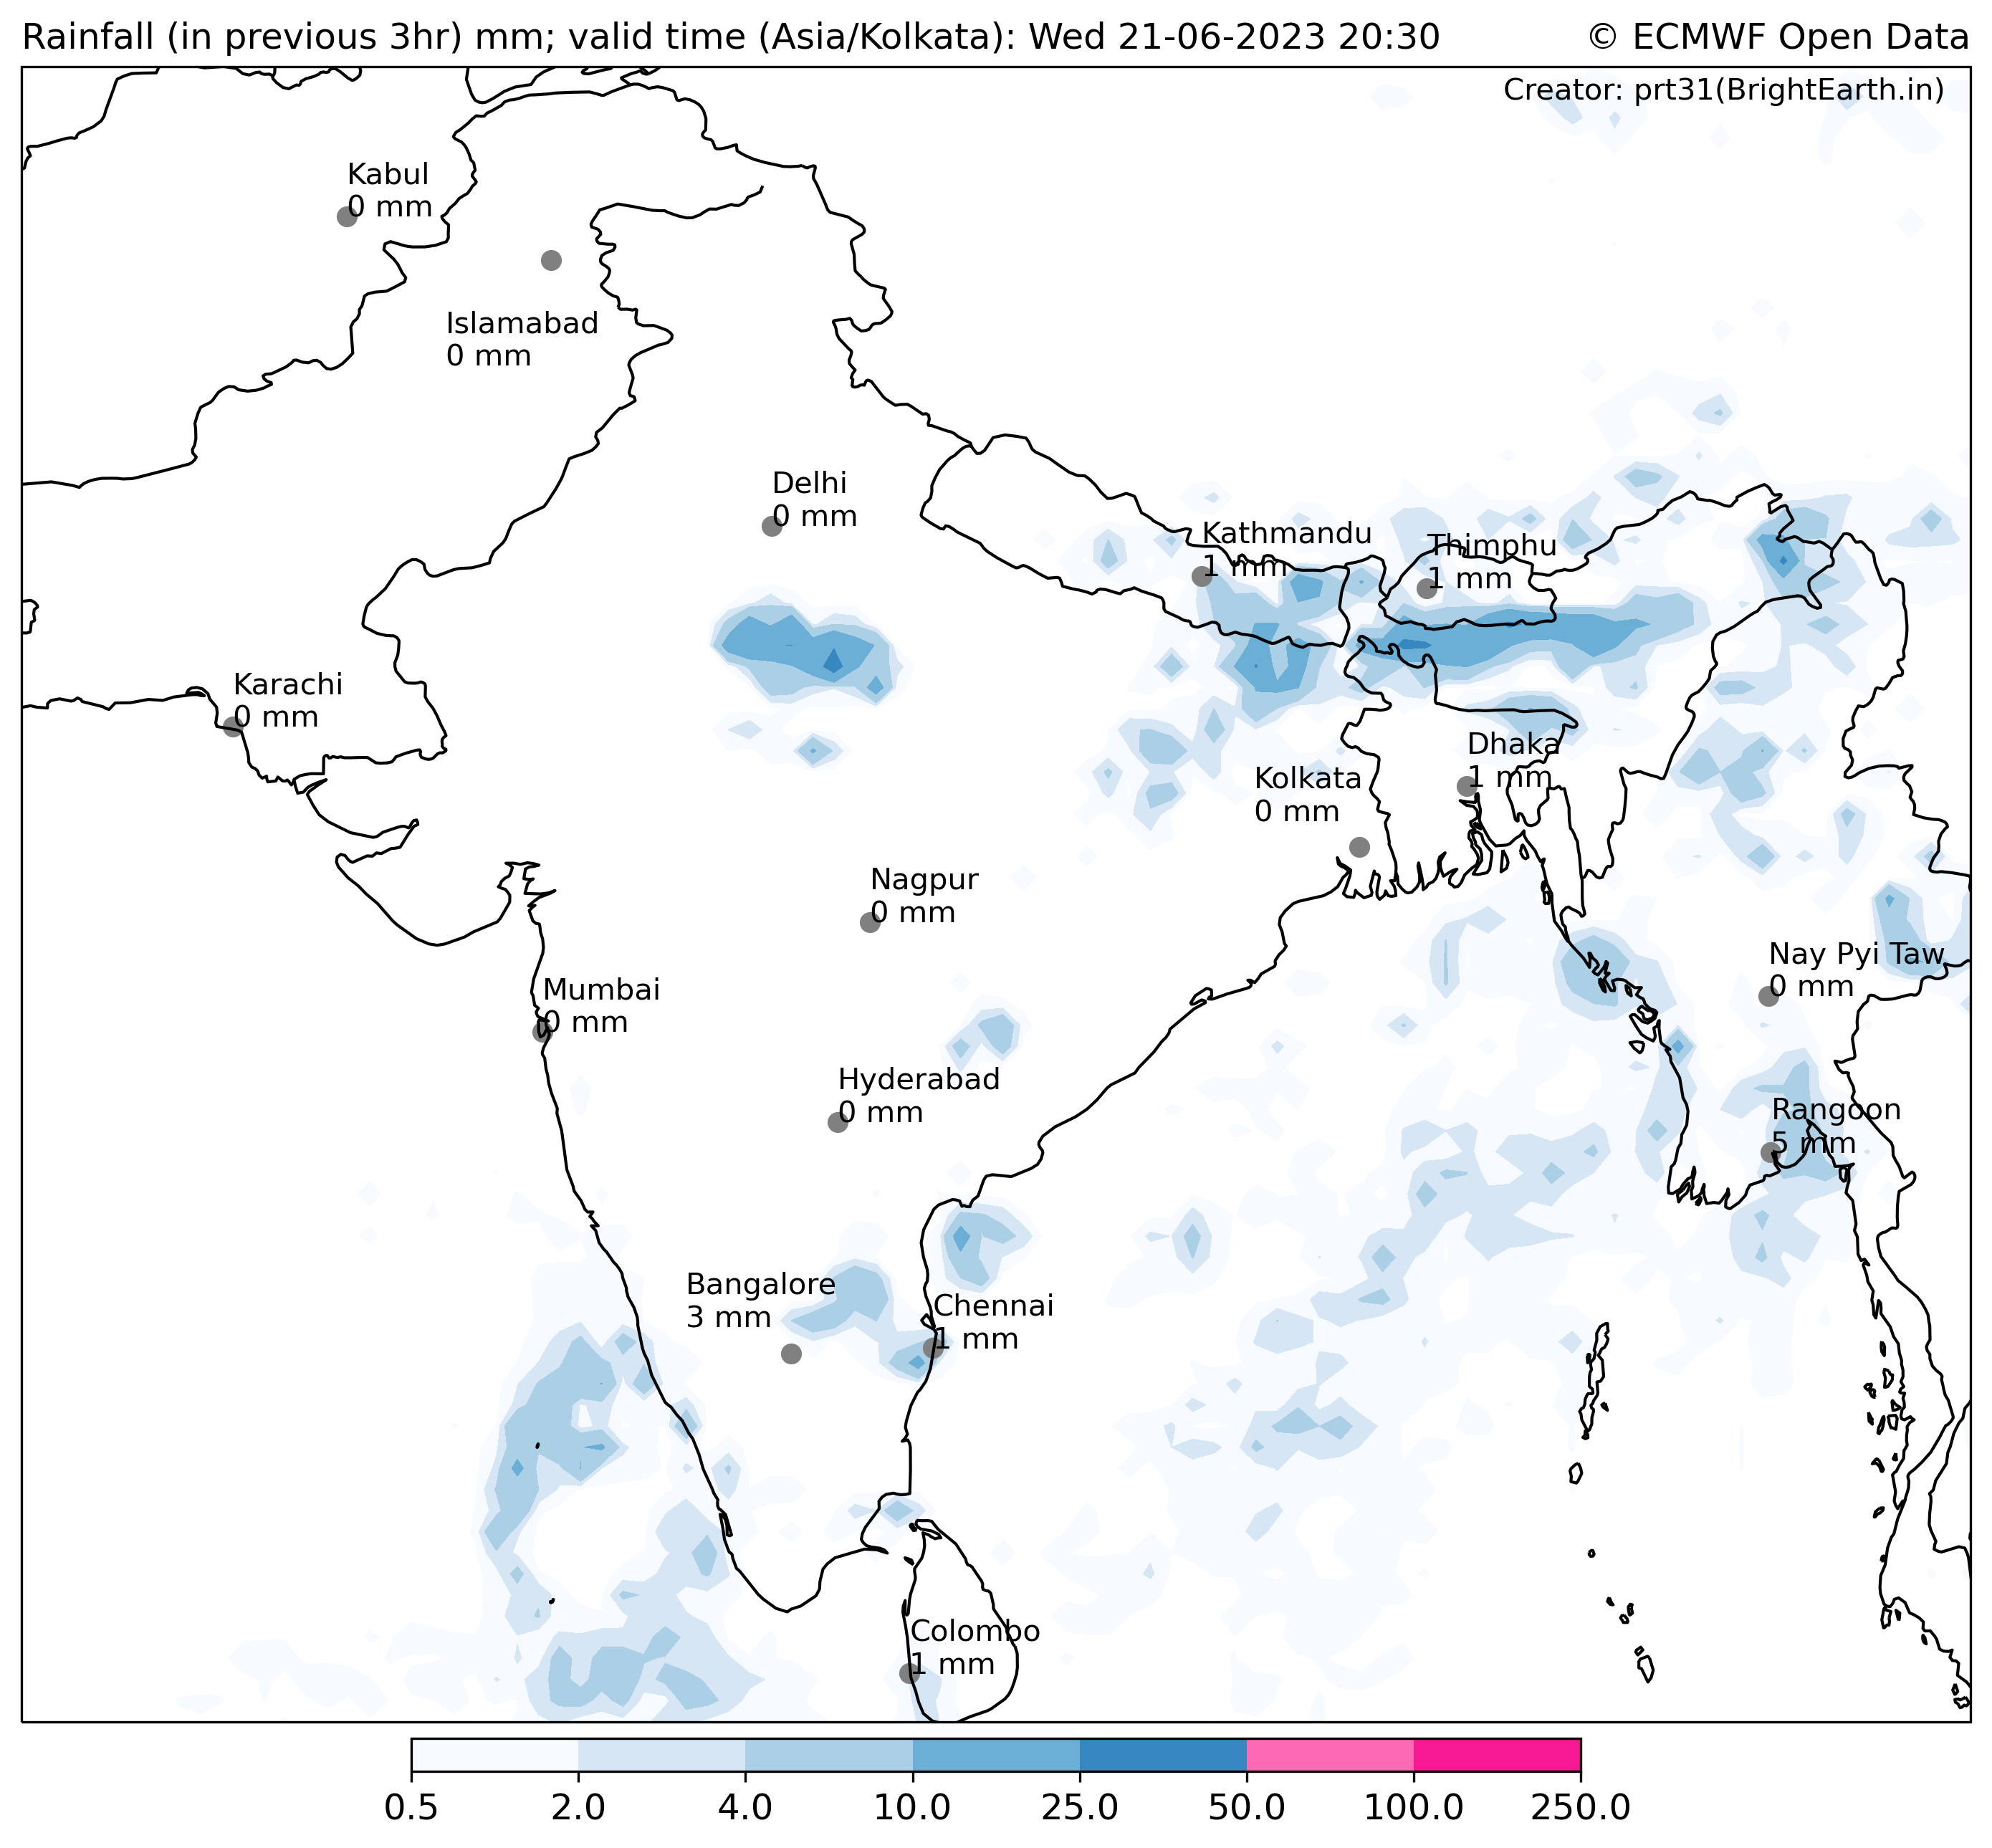 Rainfall (in previous 3hr) mm; valid time (Asia/Kolkata): Wed 21-06-2023 20:30
© ECMWF Open Data
Creator: prt31(BrightEarth.in)
Kabul
0 mm
Islamabad
0 mm
Delhi
0 mm
Kathmandu
1 mm
Thimphu
1 mm
Karachi
0 mm
Dhaka
1 mm
Kolkata
0 mm
Nagpur
0 mm
Nay Pyi Taw
0 mm
Mumbai
0 mm
Hyderabad
0 mm
Rangoon
5 mm
Bangalore
3 mm
Chennai
1 mm
Colombo
1 mm
0.5 2.0 4.0 10.0 25.0 50.0 100.0 250.0